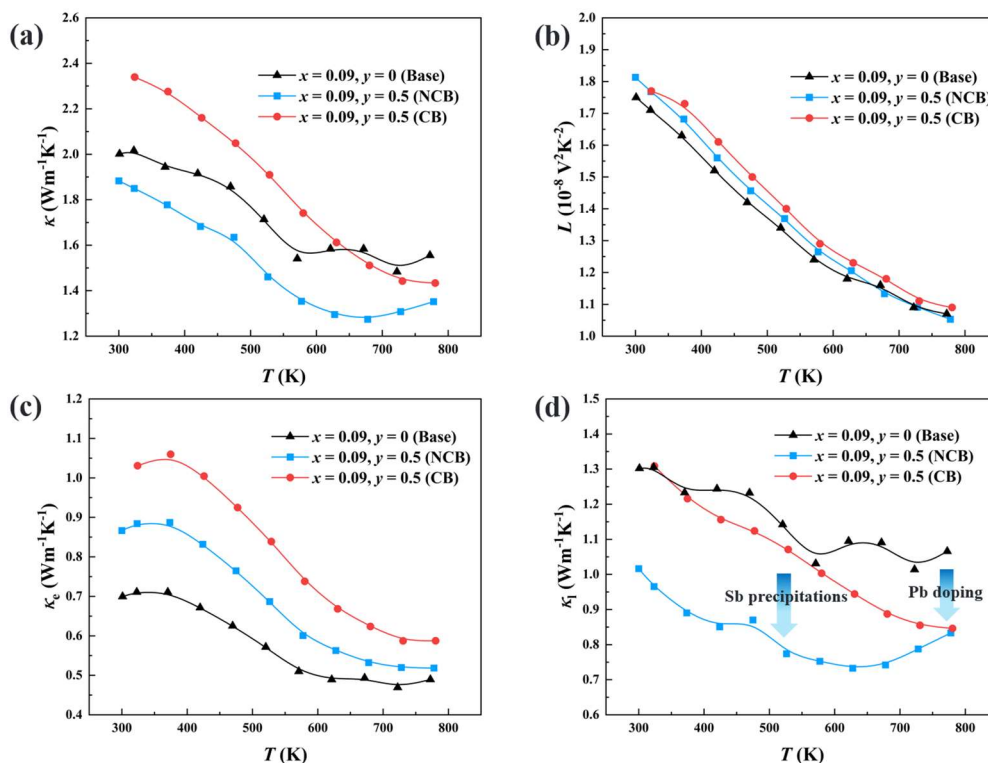 (a)
2.6
2.4
2.2
2.0
1.8
1.6
1.4
1.2
κ (Wm⁻¹K⁻¹)
x = 0.09, y = 0 (Base)
x = 0.09, y = 0.5 (NCB)
x = 0.09, y = 0.5 (CB)
300 400 500 600 700 800
T (K)
(b)
2.0
1.9
1.8
1.7
1.6
1.5
1.4
1.3
1.2
1.1
1.0
L (10⁻⁸ V²K⁻²)
x = 0.09, y = 0 (Base)
x = 0.09, y = 0.5 (NCB)
x = 0.09, y = 0.5 (CB)
300 400 500 600 700 800
T (K)
(c)
1.2
1.1
1.0
0.9
0.8
0.7
0.6
0.5
0.4
κe (Wm⁻¹K⁻¹)
x = 0.09, y = 0 (Base)
x = 0.09, y = 0.5 (NCB)
x = 0.09, y = 0.5 (CB)
300 400 500 600 700 800
T (K)
(d)
1.5
1.4
1.3
1.2
1.1
1.0
0.9
0.8
0.7
0.6
κl (Wm⁻¹K⁻¹)
x = 0.09, y = 0 (Base)
x = 0.09, y = 0.5 (NCB)
x = 0.09, y = 0.5 (CB)
Sb precipitations
Pb doping
300 400 500 600 700 800
T (K)